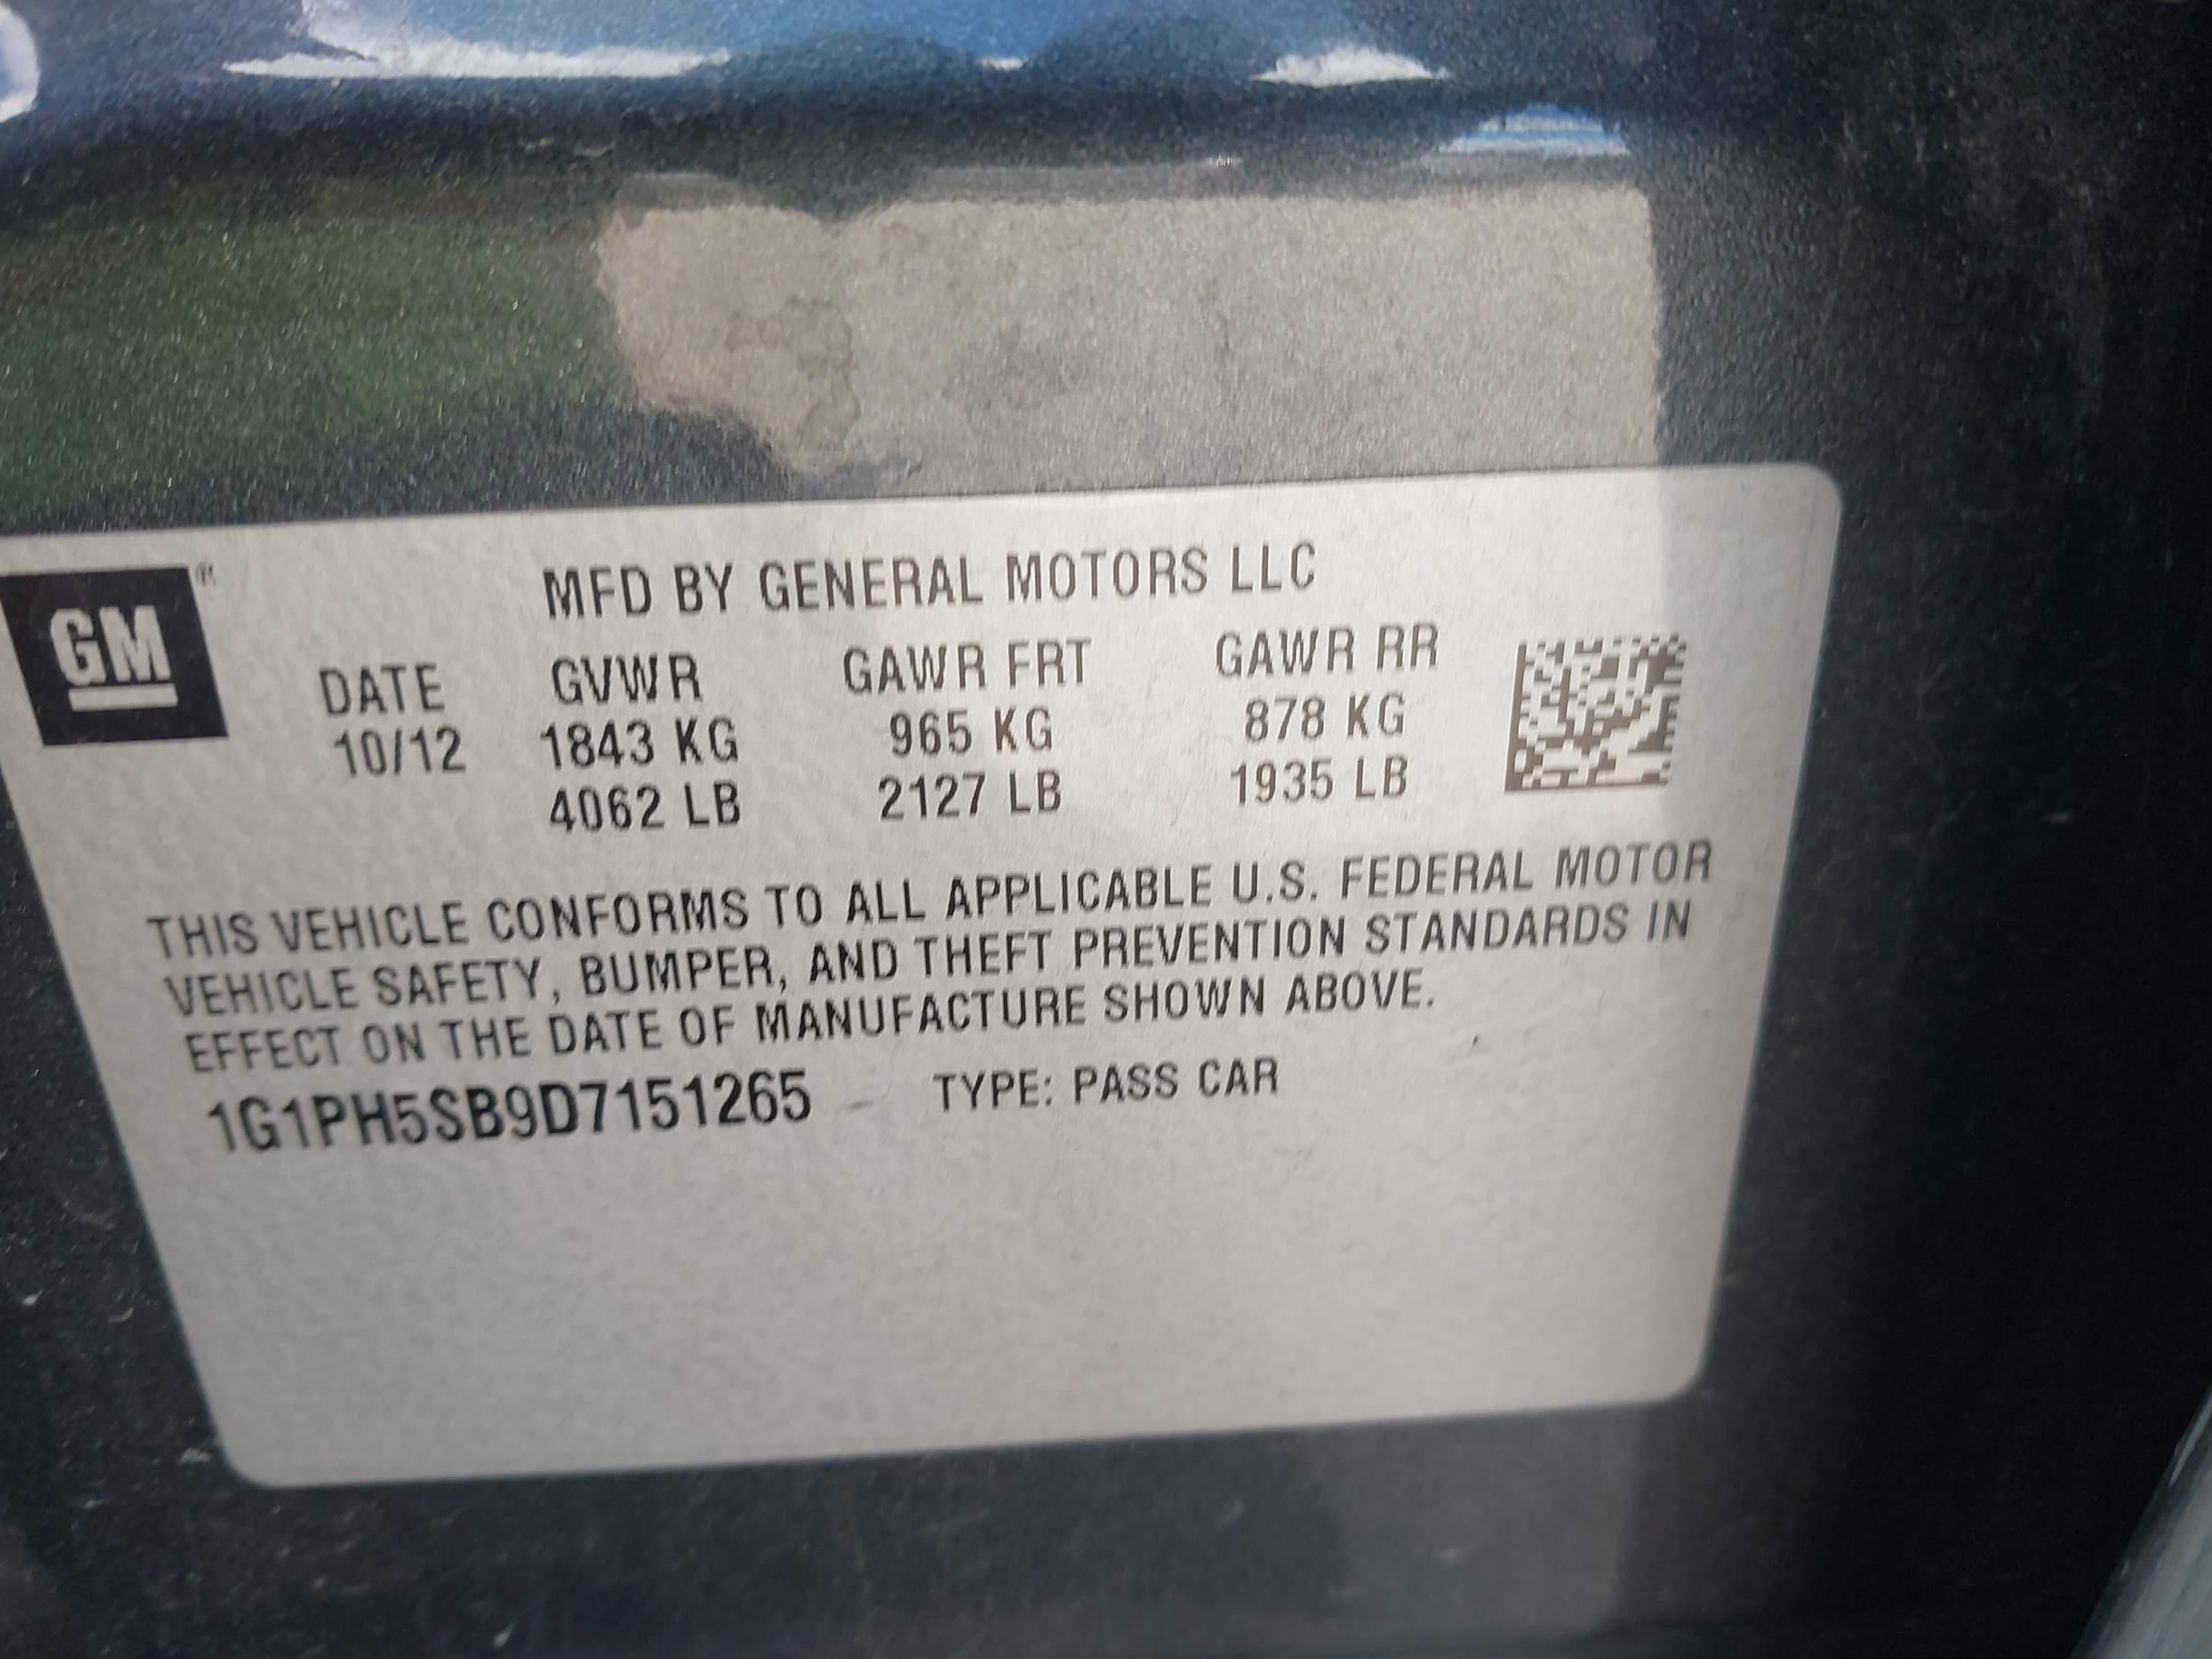 GM ®
MFD BY GENERAL MOTORS LLC
DATE GVWR GAWR FRT GAWR RR
10/12 1843 KG 965 KG 878 KG
4062 LB 2127 LB 1935 LB
THIS VEHICLE CONFORMS TO ALL APPLICABLE U.S. FEDERAL MOTOR
VEHICLE SAFETY, BUMPER, AND THEFT PREVENTION STANDARDS IN
EFFECT ON THE DATE OF MANUFACTURE SHOWN ABOVE.
1G1PH5SB9D7151265 TYPE: PASS CAR